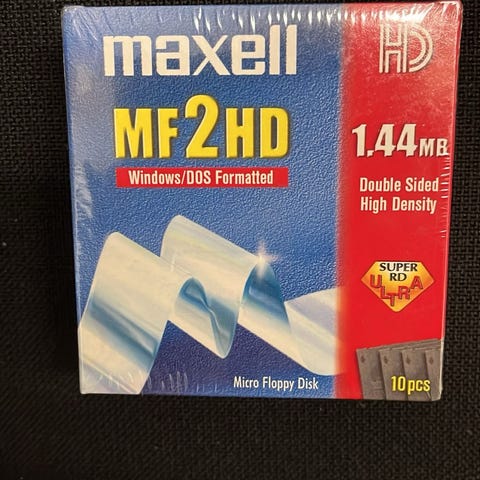 maxell
HD
MF2HD
1.44MB
Windows/DOS Formatted
Double Sided
High Density
SUPER
RD
ULTRA
Micro Floppy Disk
10pcs